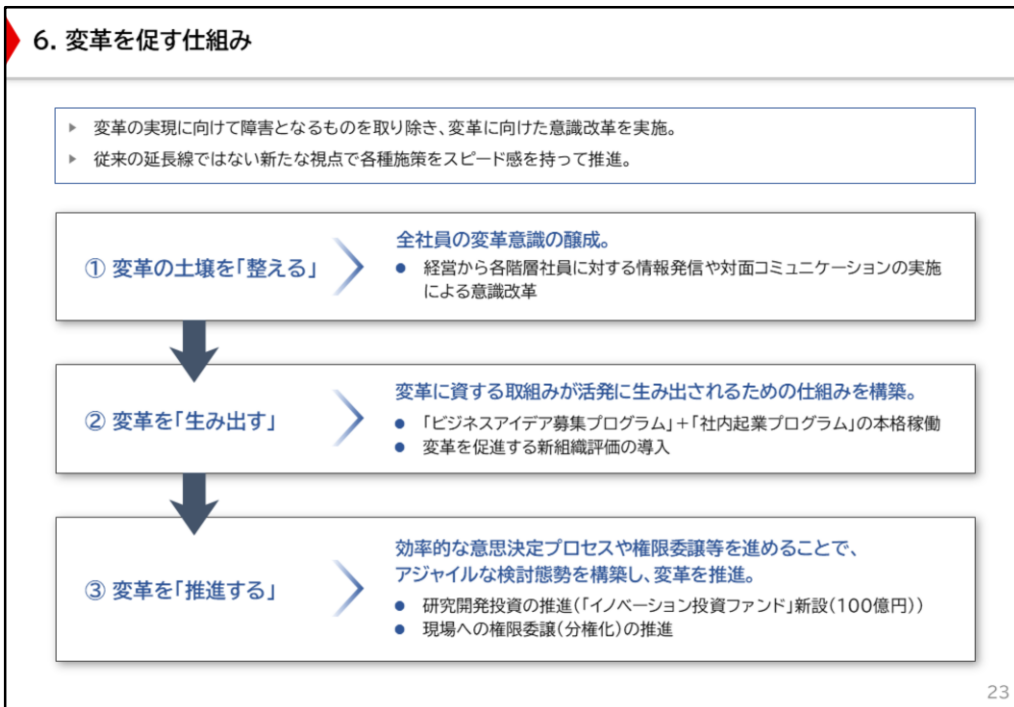 6. 変革を促す仕組み
▶ 変革の実現に向けて障害となるものを取り除き、変革に向けた意識改革を実施。
▶ 従来の延長線ではない新たな視点で各種施策をスピード感を持って推進。
① 変革の土壌を「整える」
全社員の変革意識の醸成。
● 経営から各階層社員に対する情報発信や対面コミュニケーションの実施
による意識改革
② 変革を「生み出す」
変革に資する取組みが活発に生み出されるための仕組みを構築。
● 「ビジネスアイデア募集プログラム」+「社内起業プログラム」の本格稼働
● 変革を促進する新組織評価の導入
③ 変革を「推進する」
効率的な意思決定プロセスや権限委譲等を進めることで、
アジャイルな検討態勢を構築し、変革を推進。
● 研究開発投資の推進(「イノベーション投資ファンド」新設(100億円))
● 現場への権限委譲(分権化)の推進
23